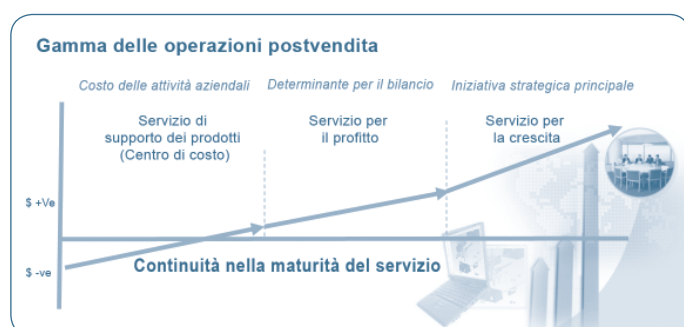 Gamma delle operazioni postvendita
Costo delle attività aziendali
Determinante per il bilancio
Iniziativa strategica principale
Servizio di
supporto dei prodotti
(Centro di costo)
Servizio per
il profitto
Servizio per
la crescita
$ +Ve
$ -ve
Continuità nella maturità del servizio